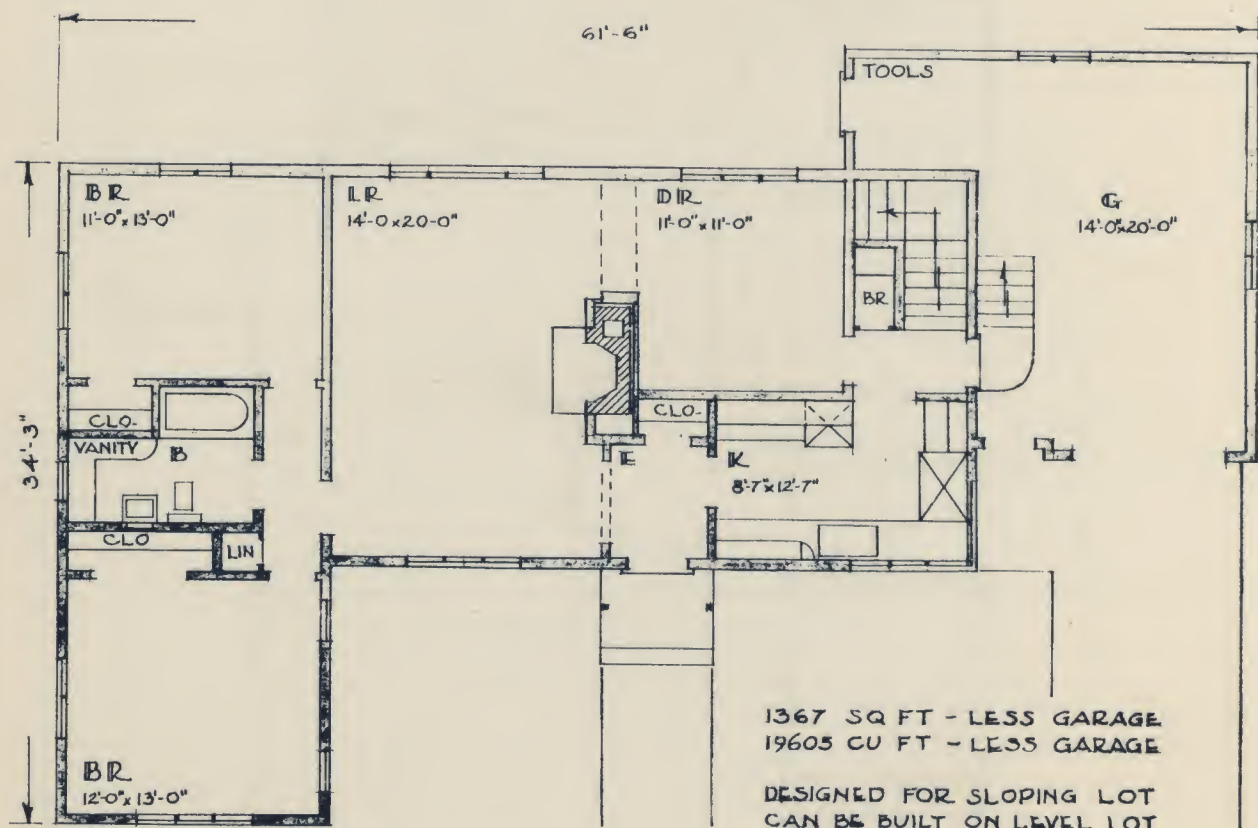 61'-6"
TOOLS
BR
11'-0" x 13'-0"
LR
14'-0 x 20-0"
DR
11'-0" x 11'-0"
G
14'-0" x 20'-0"
BR
34'-3"
CLO-
VANITY
B
CLO-
E
K
8'-7" x 12'-7"
CLO
LIN
BR
12'-0" x 13'-0"
1367 SQ FT - LESS GARAGE
19605 CU FT - LESS GARAGE
DESIGNED FOR SLOPING LOT
CAN BE BUILT ON LEVEL LOT